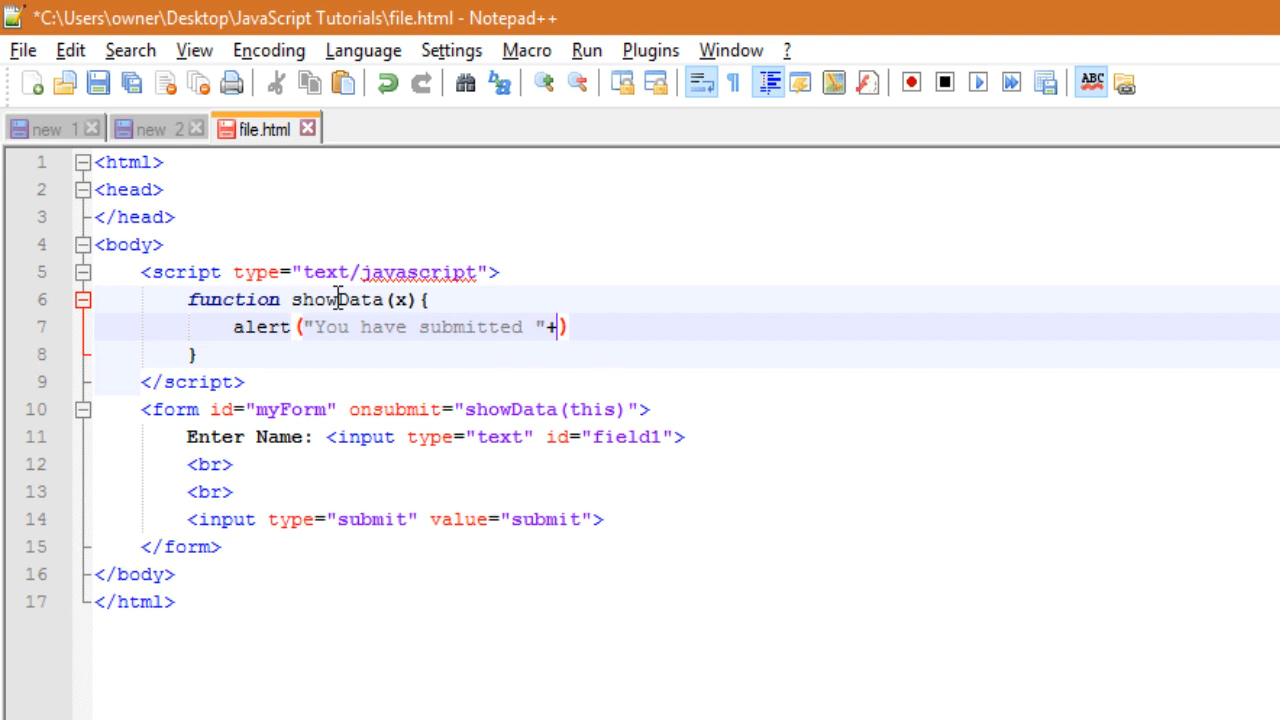 *C:\Users\owner\Desktop\JavaScript Tutorials\file.html - Notepad++
File Edit Search View Encoding Language Settings Macro Run Plugins Window ?
ABC
new 1 new 2 file.html
1 <html>
2 <head>
3 </head>
4 <body>
5 <script type="text/javascript">
6 function showData(x){
7 alert("You have submitted "+)
8 }
9 </script>
10 <form id="myForm" onsubmit="showData(this)">
11 Enter Name: <input type="text" id="field1">
12 <br>
13 <br>
14 <input type="submit" value="submit">
15 </form>
16 </body>
17 </html>